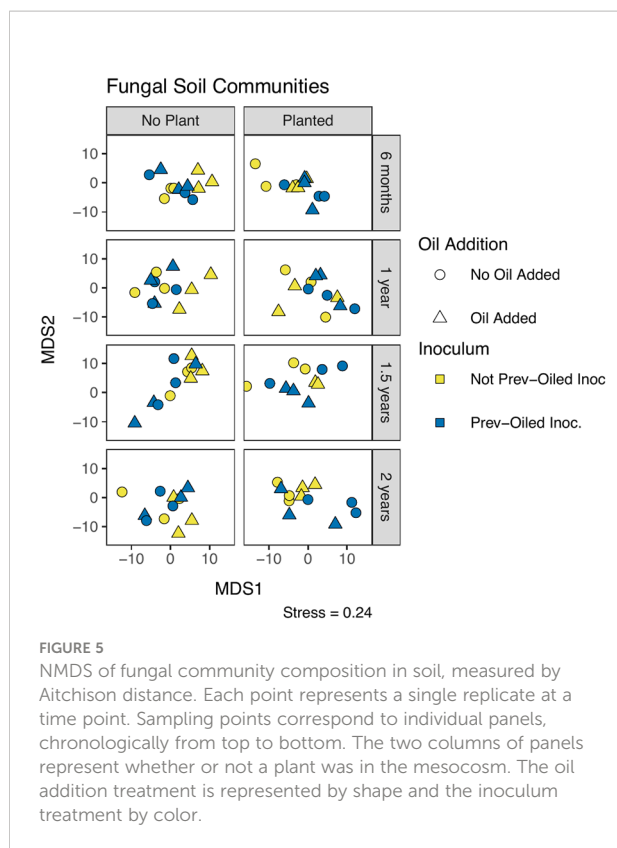 Fungal Soil Communities
No Plant
Planted
10
0
−10
6 months
10
0
−10
1 year
10
0
−10
1.5 years
10
0
−10
2 years
MDS2
−10
0
10
−10
0
10
MDS1
Stress = 0.24
Oil Addition
No Oil Added
Oil Added
Inoculum
Not Prev−Oiled Inoc
Prev−Oiled Inoc.
FIGURE 5
NMDS of fungal community composition in soil, measured by
Aitchison distance. Each point represents a single replicate at a
time point. Sampling points correspond to individual panels,
chronologically from top to bottom. The two columns of panels
represent whether or not a plant was in the mesocosm. The oil
addition treatment is represented by shape and the inoculum
treatment by color.